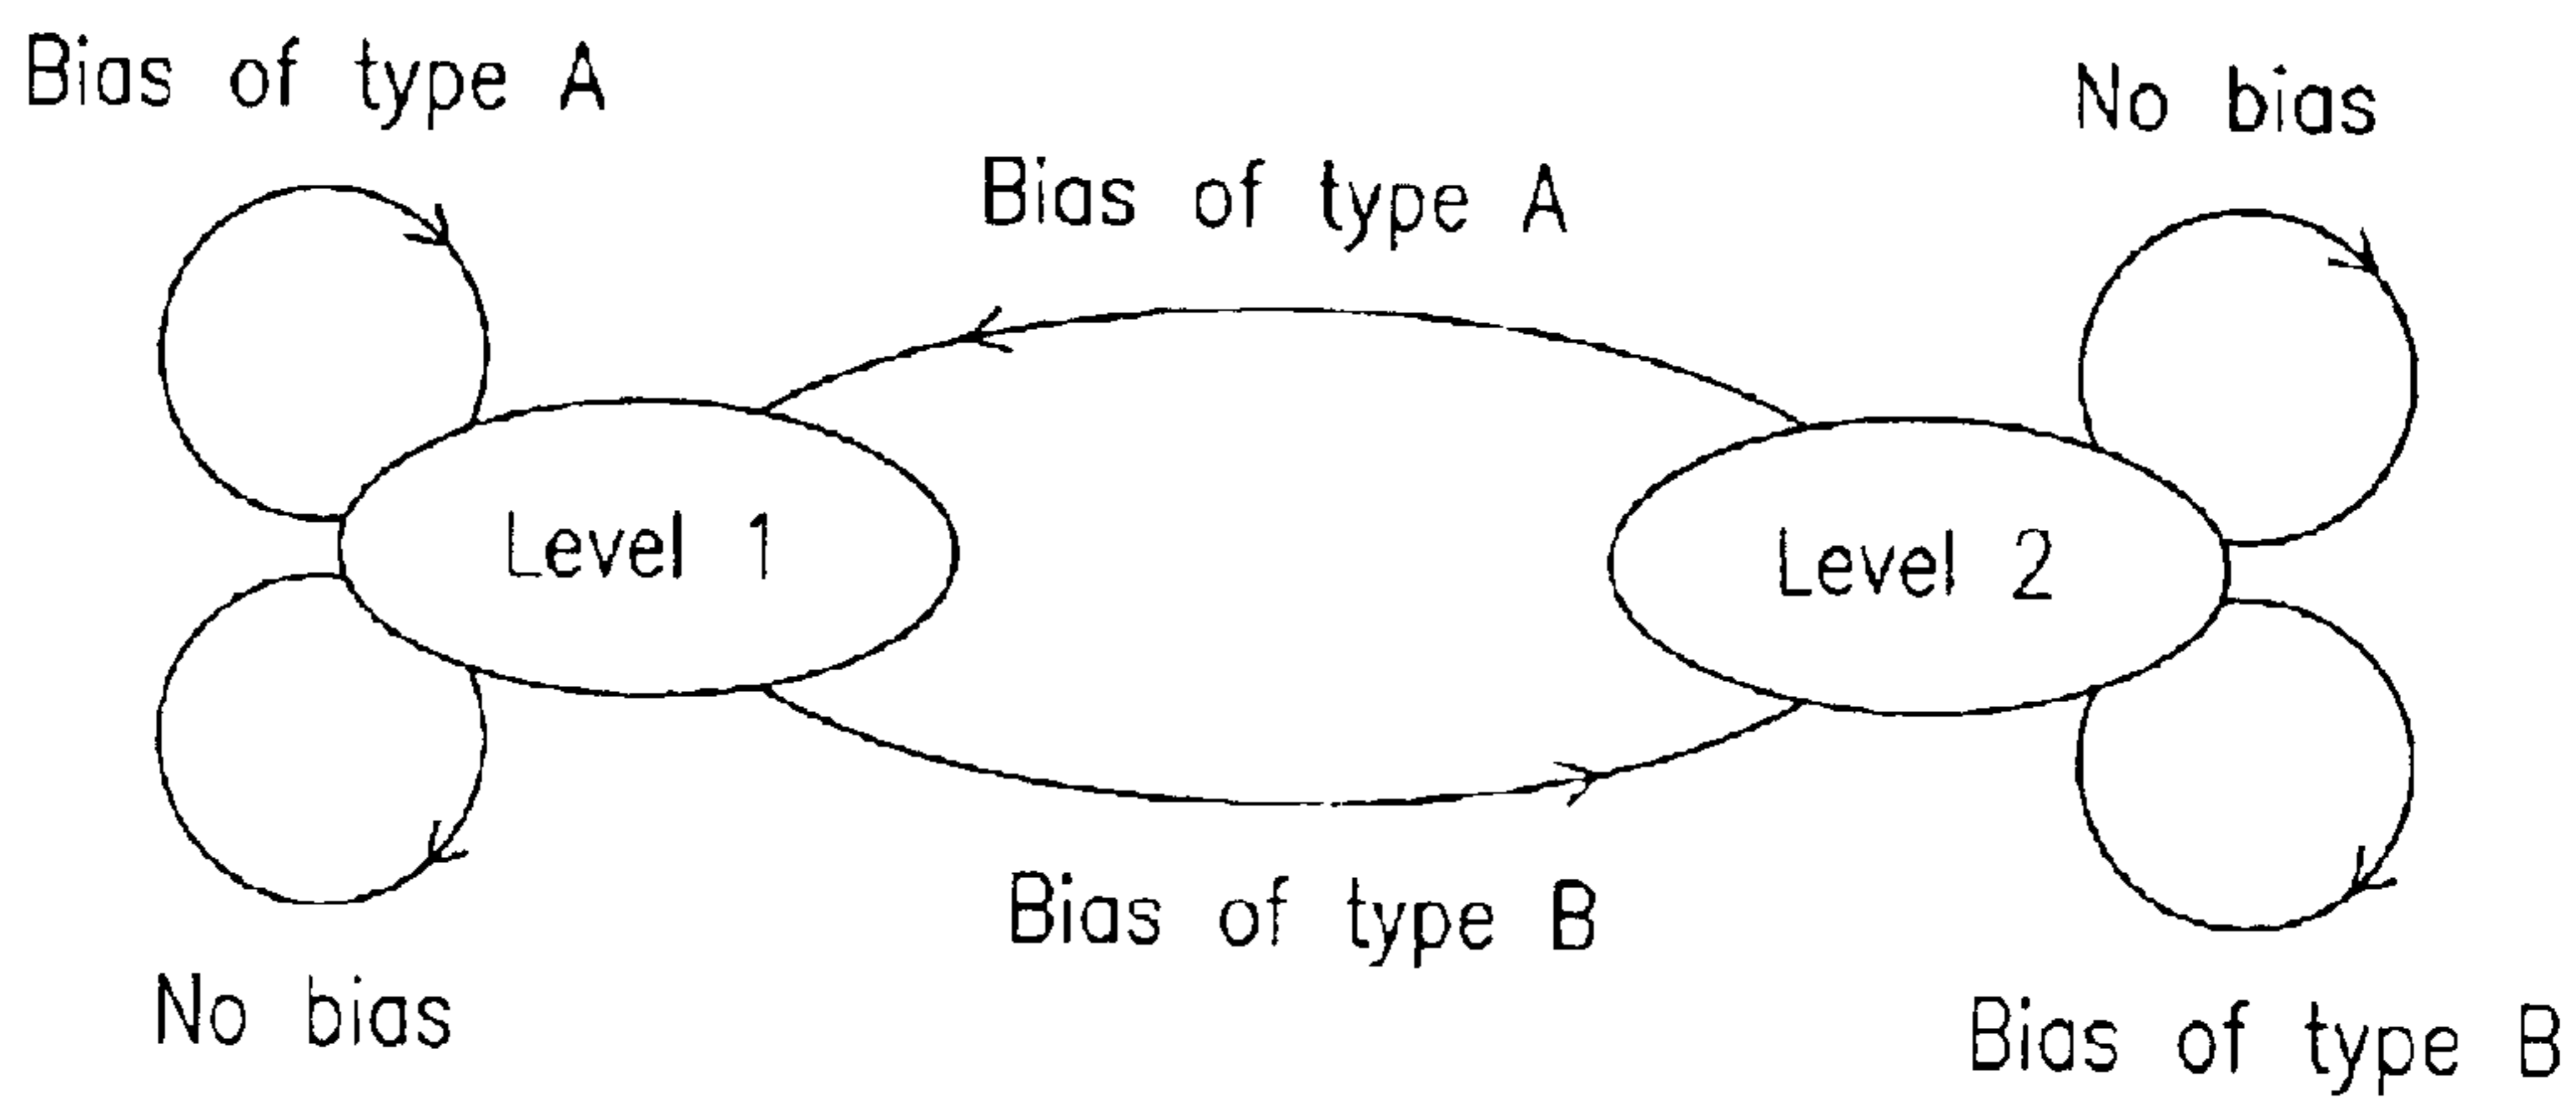 Bias of type A
No bias
Bias of type A
Level 1
Level 2
Bias of type B
No bias
Bias of type B